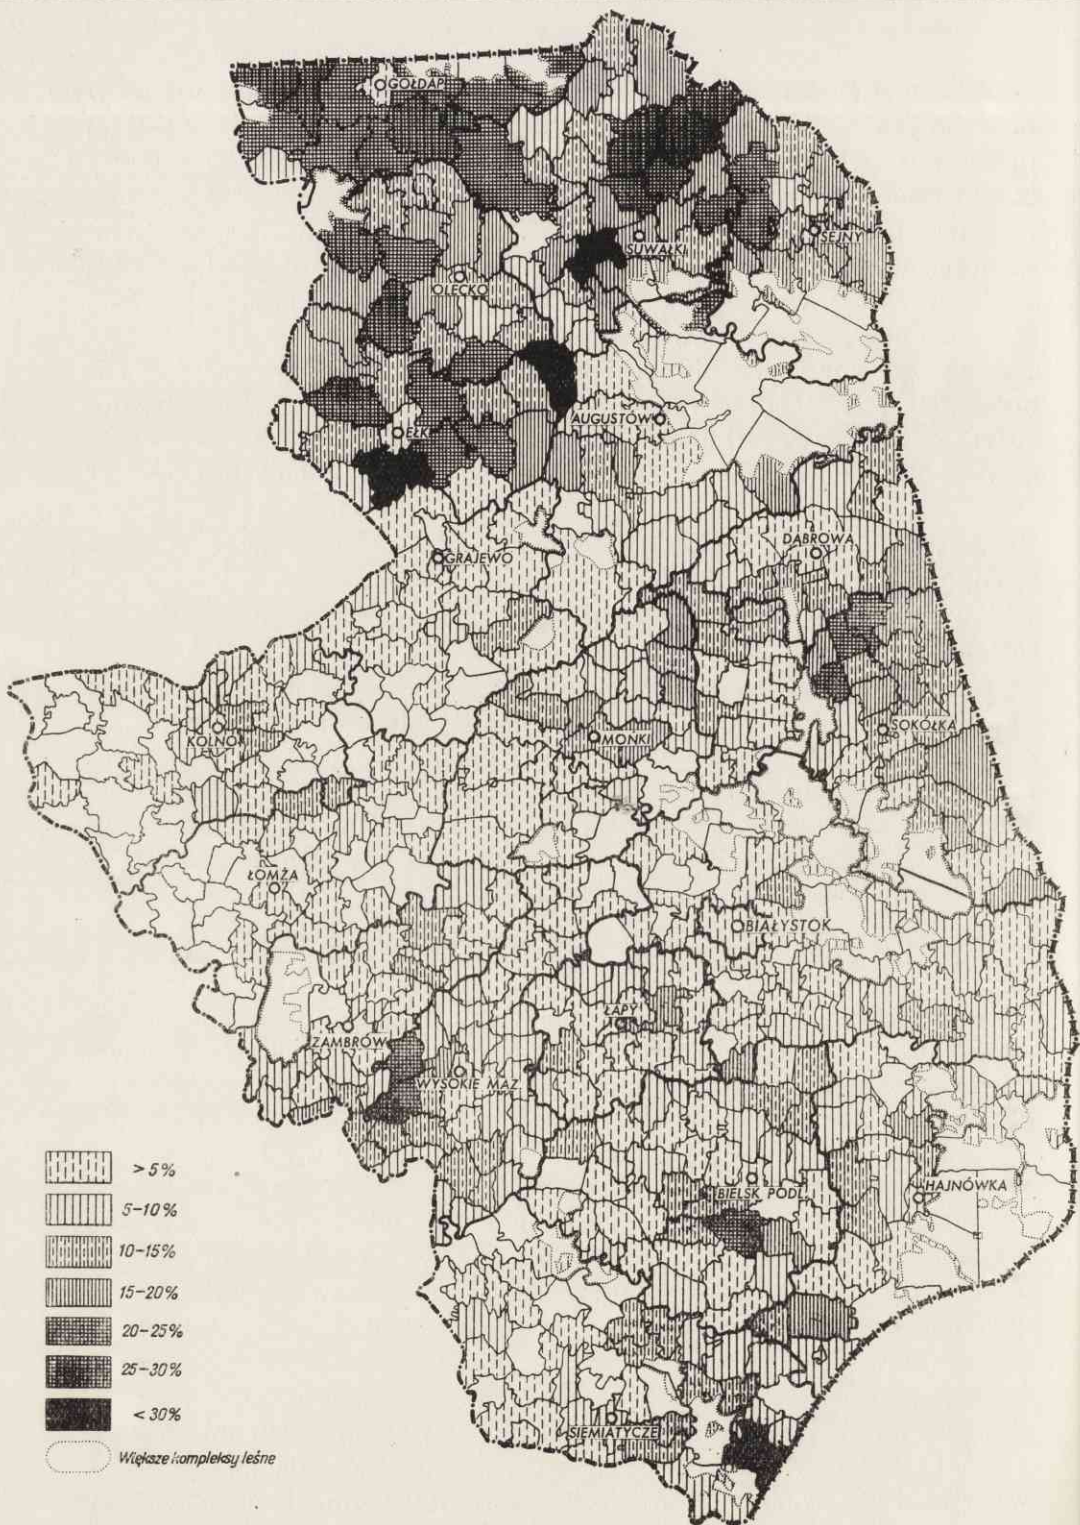 GOŁDAP
SUWAŁKI
SEJNY
OLECKO
AUGUSTÓW
EŁK
GRAJEWO
DĄBROWA
KOLNO
MOŃKI
SOKÓŁKA
ŁOMŻA
BIAŁYSTOK
ŁAPY
ZAMBRÓW
WYSOKIE MAZ
BIELSK PODL.
HAJNÓWKA
SIEMIATYCZE
> 5%
5-10%
10-15%
15-20%
20-25%
25-30%
< 30%
Większe kompleksy leśne